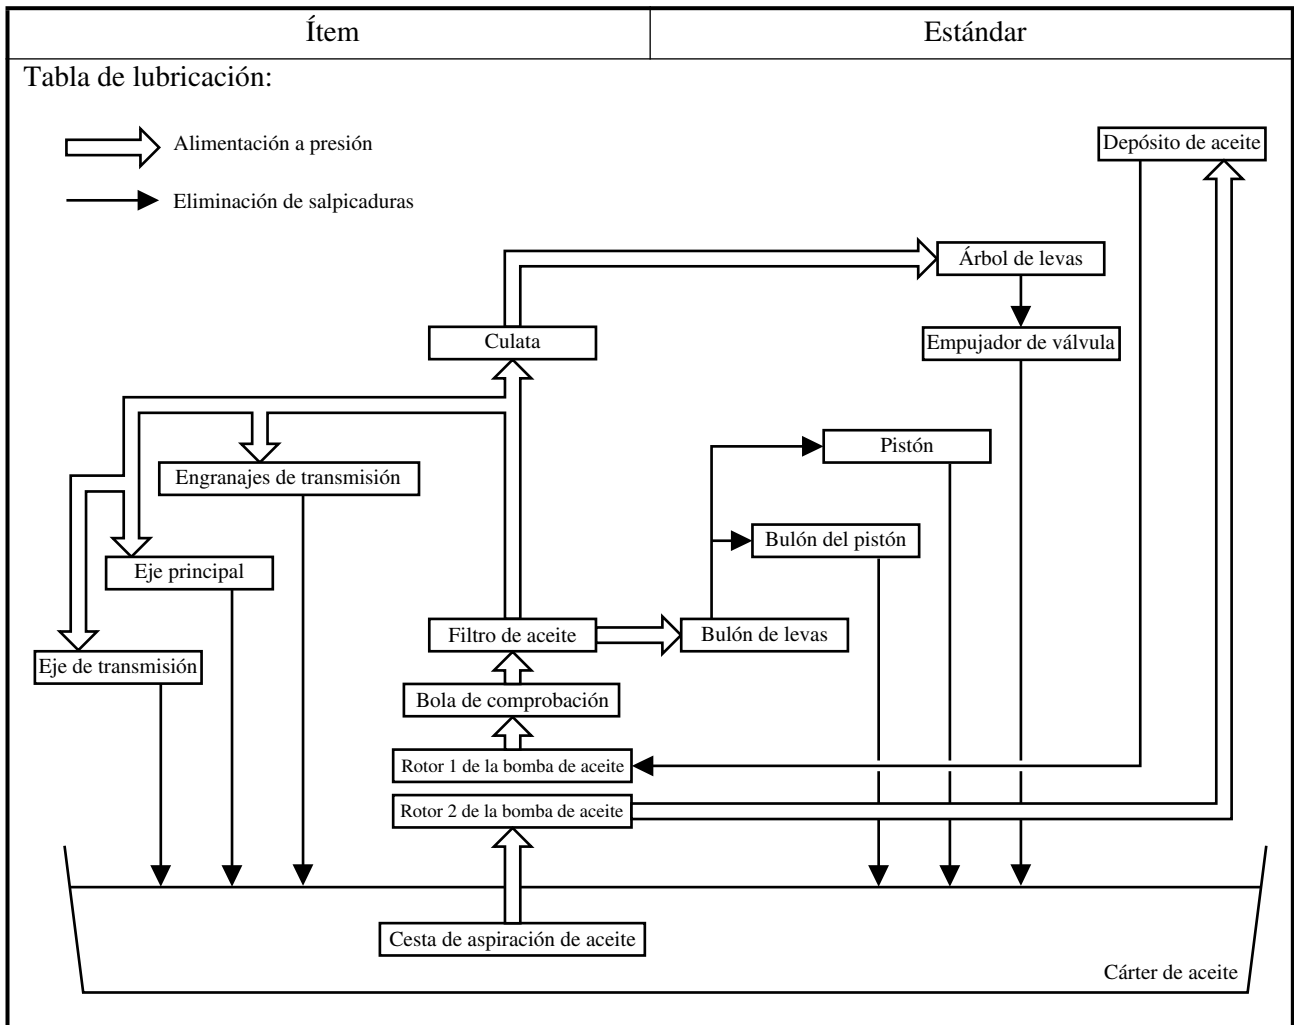 Ítem
Estándar
Tabla de lubricación:
Alimentación a presión
Depósito de aceite
Eliminación de salpicaduras
Árbol de levas
Culata
Empujador de válvula
Pistón
Engranajes de transmisión
Bulón del pistón
Eje principal
Filtro de aceite
Bulón de levas
Eje de transmisión
Bola de comprobación
Rotor 1 de la bomba de aceite
Rotor 2 de la bomba de aceite
Cesta de aspiración de aceite
Cárter de aceite